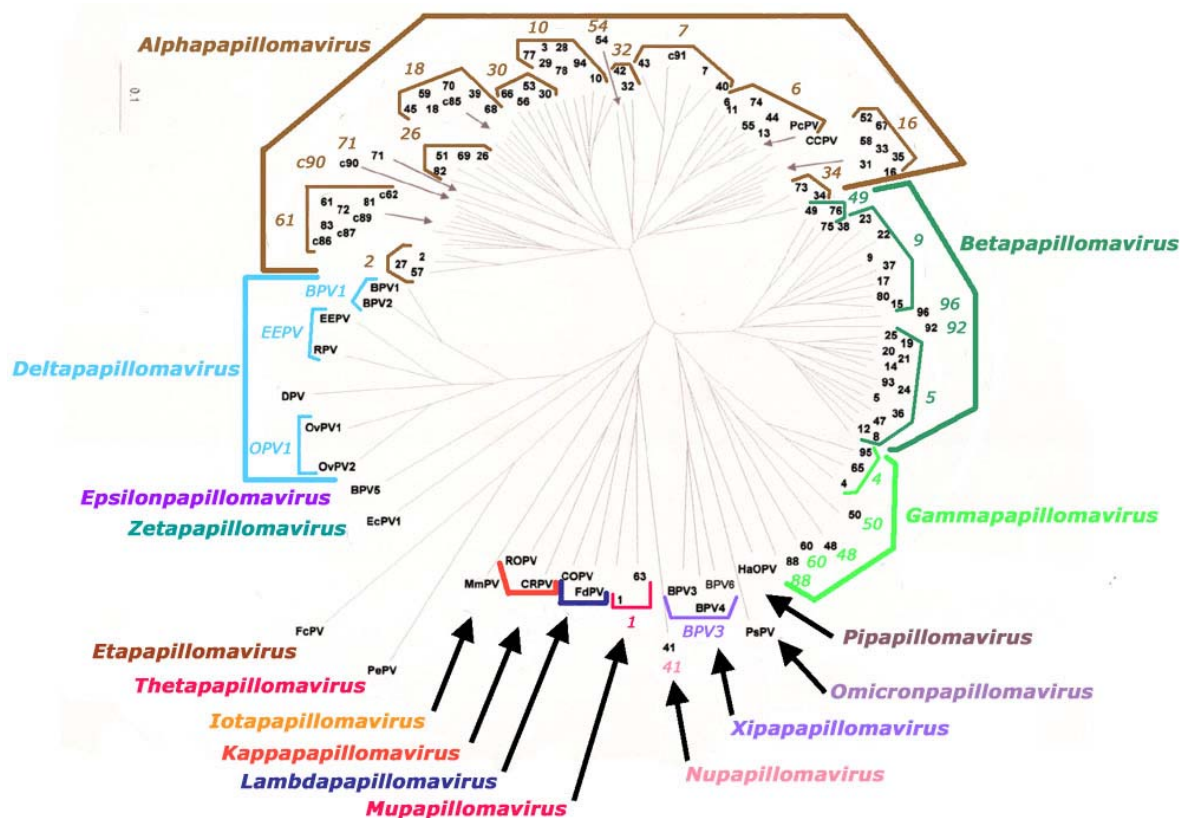 Alphapapillomavirus
0.1
10
54
7
54
3 28
77
29 94
78
10
32
42
32
43
c91
7
40
6
6
11
74
44
55
13
PcPV
CCPV
16
52
67
58
33
35
31
16
18
70
59
c85
39
45 18
68
30
66
53
56
30
26
51 69 26
82
71
c90
71
c90
61
c62
61
81
72
c89
83
c87
c86
2
27
2
57
34
73
34
49
49
76
75
38
23
22
9
9
37
17
80
15
96
96
92
92
25
19
20
21
14
93
24
5
36
5
47
12
8
Betapapillomavirus
95
65
4
4
50
50
60
48
48
60
88
88
Gammapapillomavirus
BPV1
BPV1
BPV2
EEPV
EEPV
RPV
Deltapapillomavirus
DPV
OvPV1
OPV1
OvPV2
Epsilonpapillomavirus
BPV5
Zetapapillomavirus
EcPV1
ROPV
MmPV
CRPV
COPV
FdPV
63
1
1
BPV3
BPV6
BPV4
BPV3
HaOPV
PsPV
41
41
FcPV
PePV
Etapapillomavirus
Thetapapillomavirus
Iotapapillomavirus
Kappapapillomavirus
Lambdapapillomavirus
Mupapillomavirus
Nupapillomavirus
Xipapapillomavirus
Omicronpapillomavirus
Pipapillomavirus